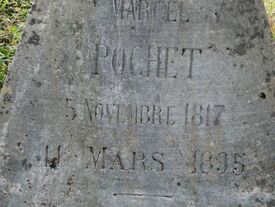 MARCEL
POCHET
5 NOVEMBRE 1817
11 MARS 1895